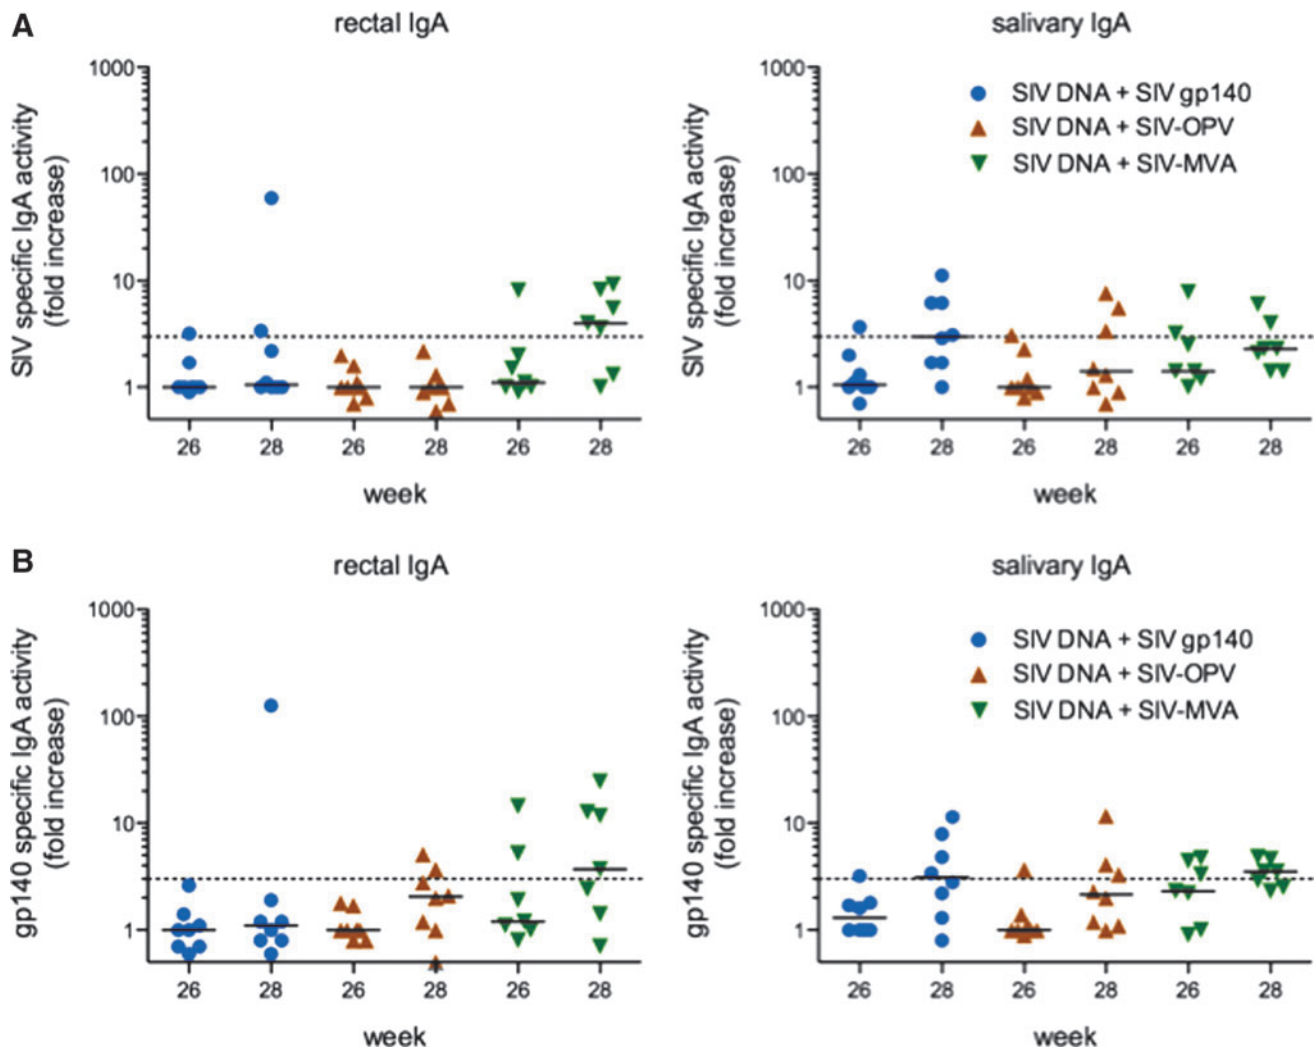 A
rectal IgA
SIV specific IgA activity
(fold increase)
1000
100
10
1
26 28 26 28 26 28
week
salivary IgA
SIV specific IgA activity
(fold increase)
1000
100
10
1
SIV DNA + SIV gp140
SIV DNA + SIV-OPV
SIV DNA + SIV-MVA
26 28 26 28 26 28
week
B
rectal IgA
gp140 specific IgA activity
(fold increase)
1000
100
10
1
26 28 26 28 26 28
week
salivary IgA
gp140 specific IgA activity
(fold increase)
1000
100
10
1
SIV DNA + SIV gp140
SIV DNA + SIV-OPV
SIV DNA + SIV-MVA
26 28 26 28 26 28
week